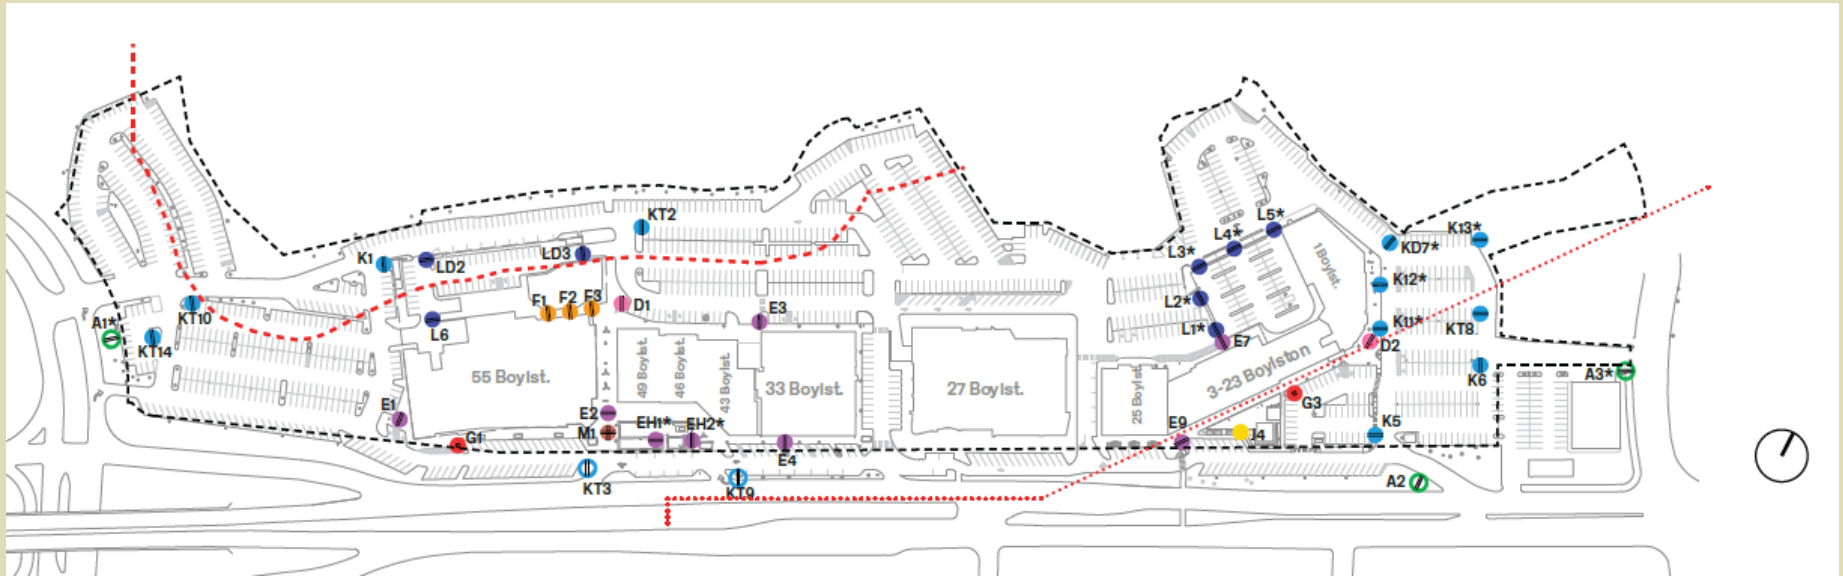 KT2
L5*
K13*
L4*
KD7*
K1
LD2
LD3
L3*
1 Boylst.
K12*
F1
F2
F3
D1
L2*
KT10
E3
A1*
L6
L1*
E7
K11*
KT8
KT14
D2
55 Boylst.
49 Boylst.
46 Boylst.
43 Boylst.
33 Boylst.
27 Boylst.
25 Boylst.
3-23 Boylston
K6
A3*
E1
G3
E2
EH1*
EH2*
E9
M1
J4
K5
G1
E4
KT3
KT9
A2